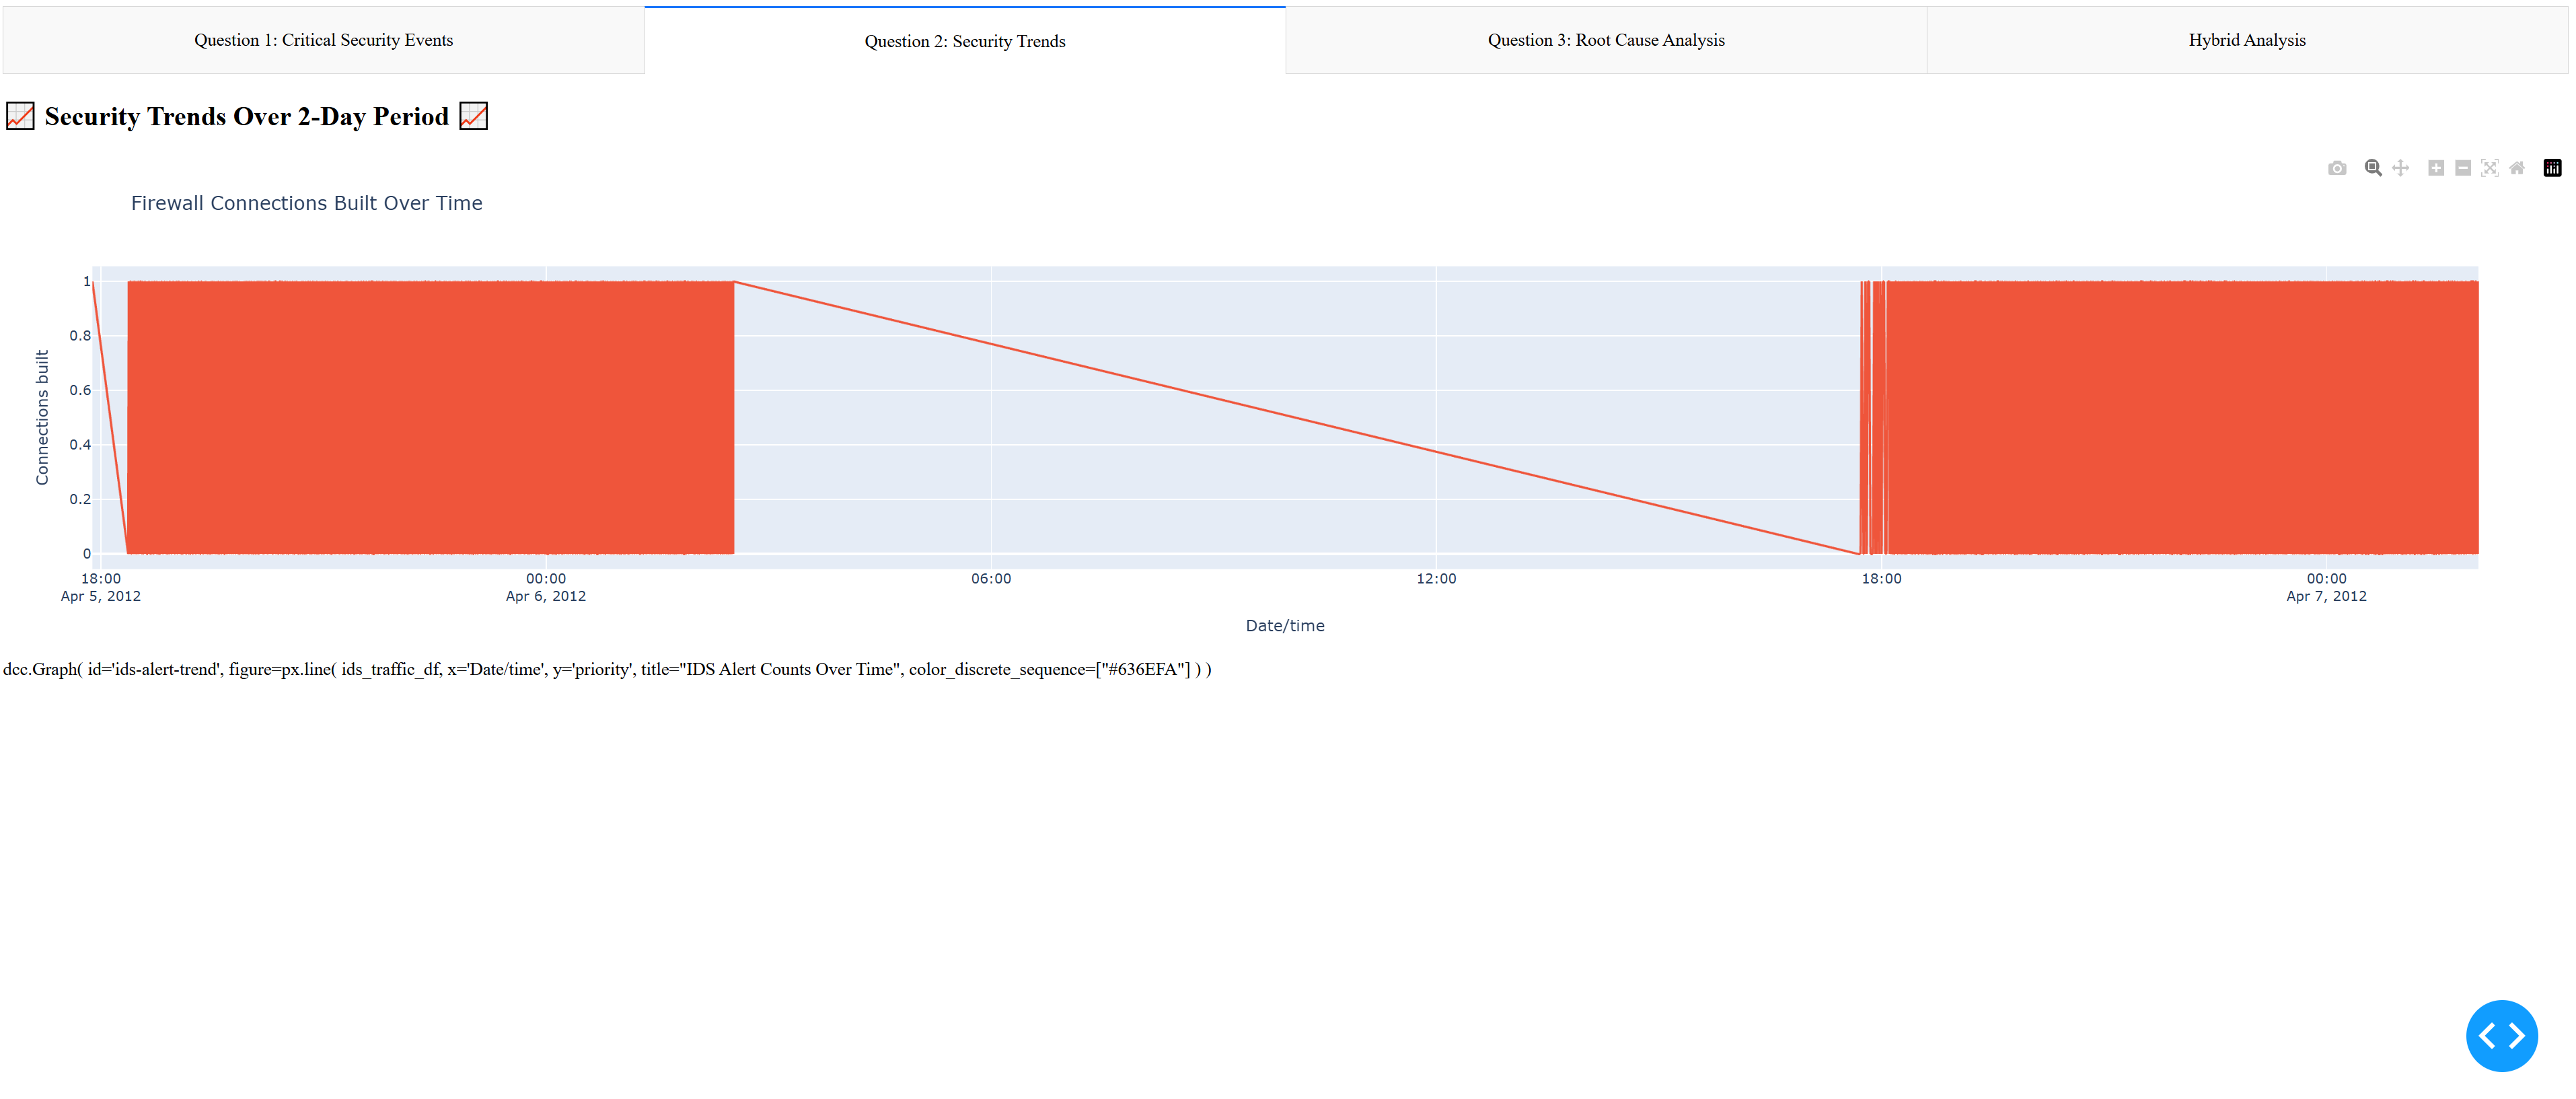 Question 1: Critical Security Events
Question 2: Security Trends
Question 3: Root Cause Analysis
Hybrid Analysis
📈 Security Trends Over 2-Day Period 📈
Firewall Connections Built Over Time
Connections built
1
0.8
0.6
0.4
0.2
0
18:00
Apr 5, 2012
00:00
Apr 6, 2012
06:00
12:00
18:00
00:00
Apr 7, 2012
Date/time
dcc.Graph( id='ids-alert-trend', figure=px.line( ids_traffic_df, x='Date/time', y='priority', title="IDS Alert Counts Over Time", color_discrete_sequence=["#636EFA"] ) )